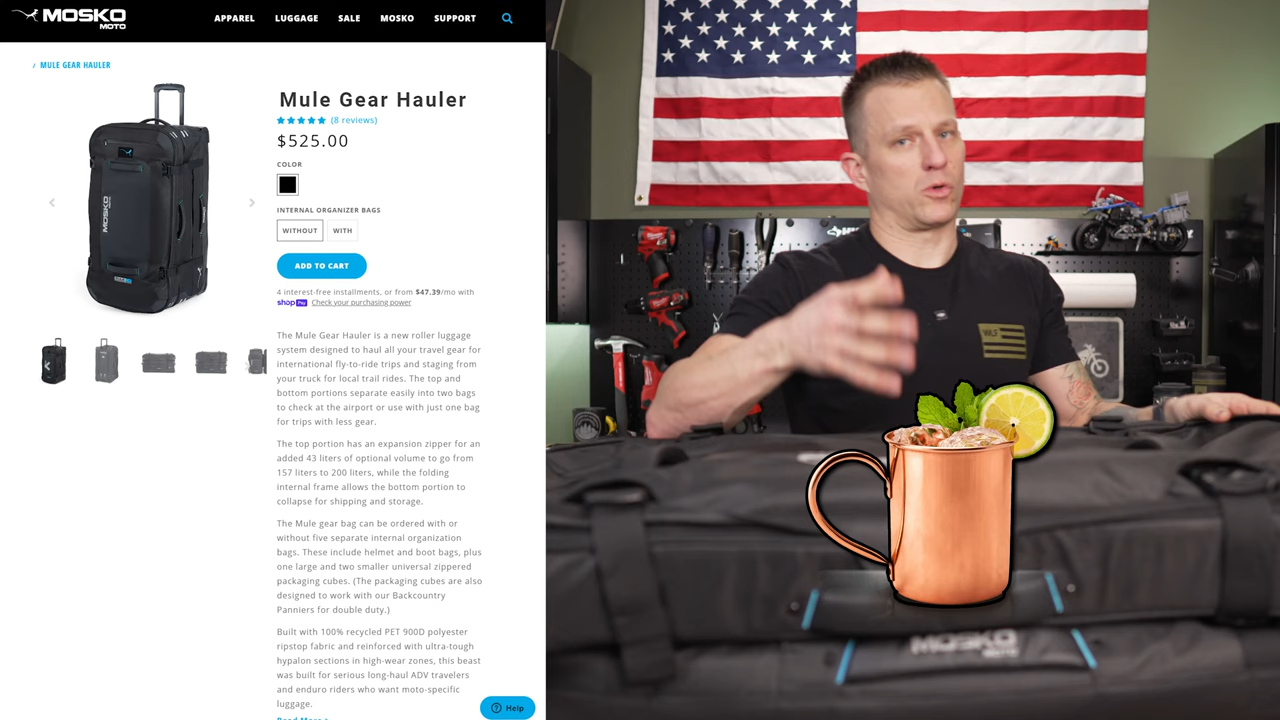 MOSKO
MOTO
APPAREL LUGGAGE SALE MOSKO SUPPORT
/ MULE GEAR HAULER
MOSKO
Mule Gear Hauler
(8 reviews)
$525.00
COLOR
INTERNAL ORGANIZER BAGS
WITHOUT WITH
ADD TO CART
4 interest-free installments, or from $47.39/mo with
shop Pay Check your purchasing power
The Mule Gear Hauler is a new roller luggage
system designed to haul all your travel gear for
international fly-to-ride trips and staging from
your truck for local trail rides. The top and
bottom portions separate easily into two bags
to check at the airport or use with just one bag
for trips with less gear.
The top portion has an expansion zipper for an
added 43 liters of optional volume to go from
157 liters to 200 liters, while the folding
internal frame allows the bottom portion to
collapse for shipping and storage.
The Mule gear bag can be ordered with or
without five separate internal organization
bags. These include helmet and boot bags, plus
one large and two smaller universal zippered
packaging cubes. (The packaging cubes are also
designed to work with our Backcountry
Panniers for double duty.)
Built with 100% recycled PET 900D polyester
ripstop fabric and reinforced with ultra-tough
hypalon sections in high-wear zones, this beast
was built for serious long-haul ADV travelers
and enduro riders who want moto-specific
luggage.
Read More >
Help
WLF
MOSKO
MOTO